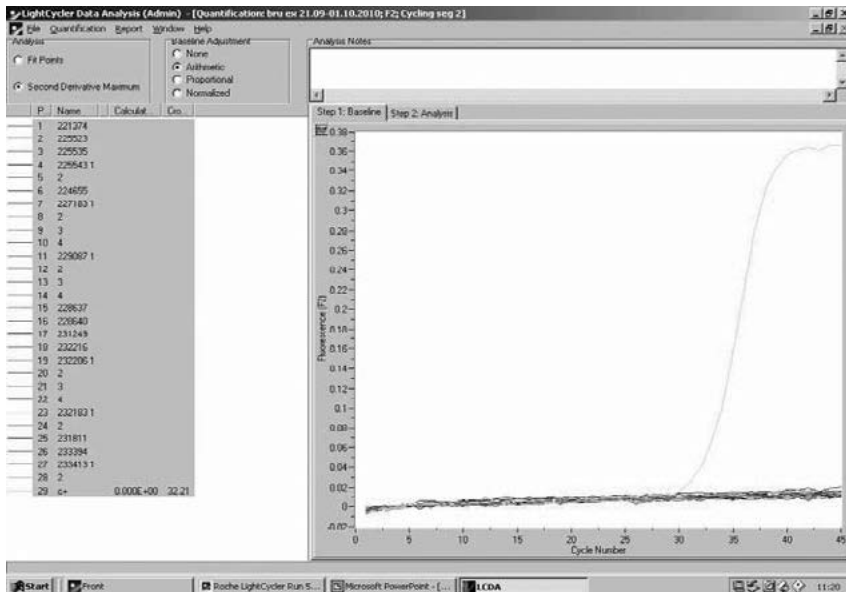 LightCycler Data Analysis (Admin) - [Quantification: bru ex 21.09-01.10.2010; F2; Cycling seg 2]
File Quantification Report Window Help
Analysis
Fit Points
Second Derivative Maximum
Baseline Adjustment
None
Arithmetic
Proportional
Normalized
Analysis Notes
P Name Calculat Cro...
1 221374
2 225523
3 225535
4 225543 1
5 2
6 224655
7 227183 1
8 2
9 3
10 4
11 229087 1
12 2
13 3
14 4
15 228637
16 228640
17 231249
18 232216
19 232206 1
20 2
21 3
22 4
23 232183 1
24 2
25 231811
26 233394
27 233413 1
28 2
29 c+ 0.000E+00 32.21
Step 1: Baseline Step 2: Analysis
0.38
0.36
0.34
0.32
0.3
0.28
0.26
0.24
0.22
0.2
0.18
0.16
0.14
0.12
0.1
0.08
0.06
0.04
0.02
0
-0.02
Fluorescence (F2)
0 5 10 15 20 25 30 35 40 45
Cycle Number
Start Front Roche LightCycler Run S... Microsoft PowerPoint - [... LCDA 11:20